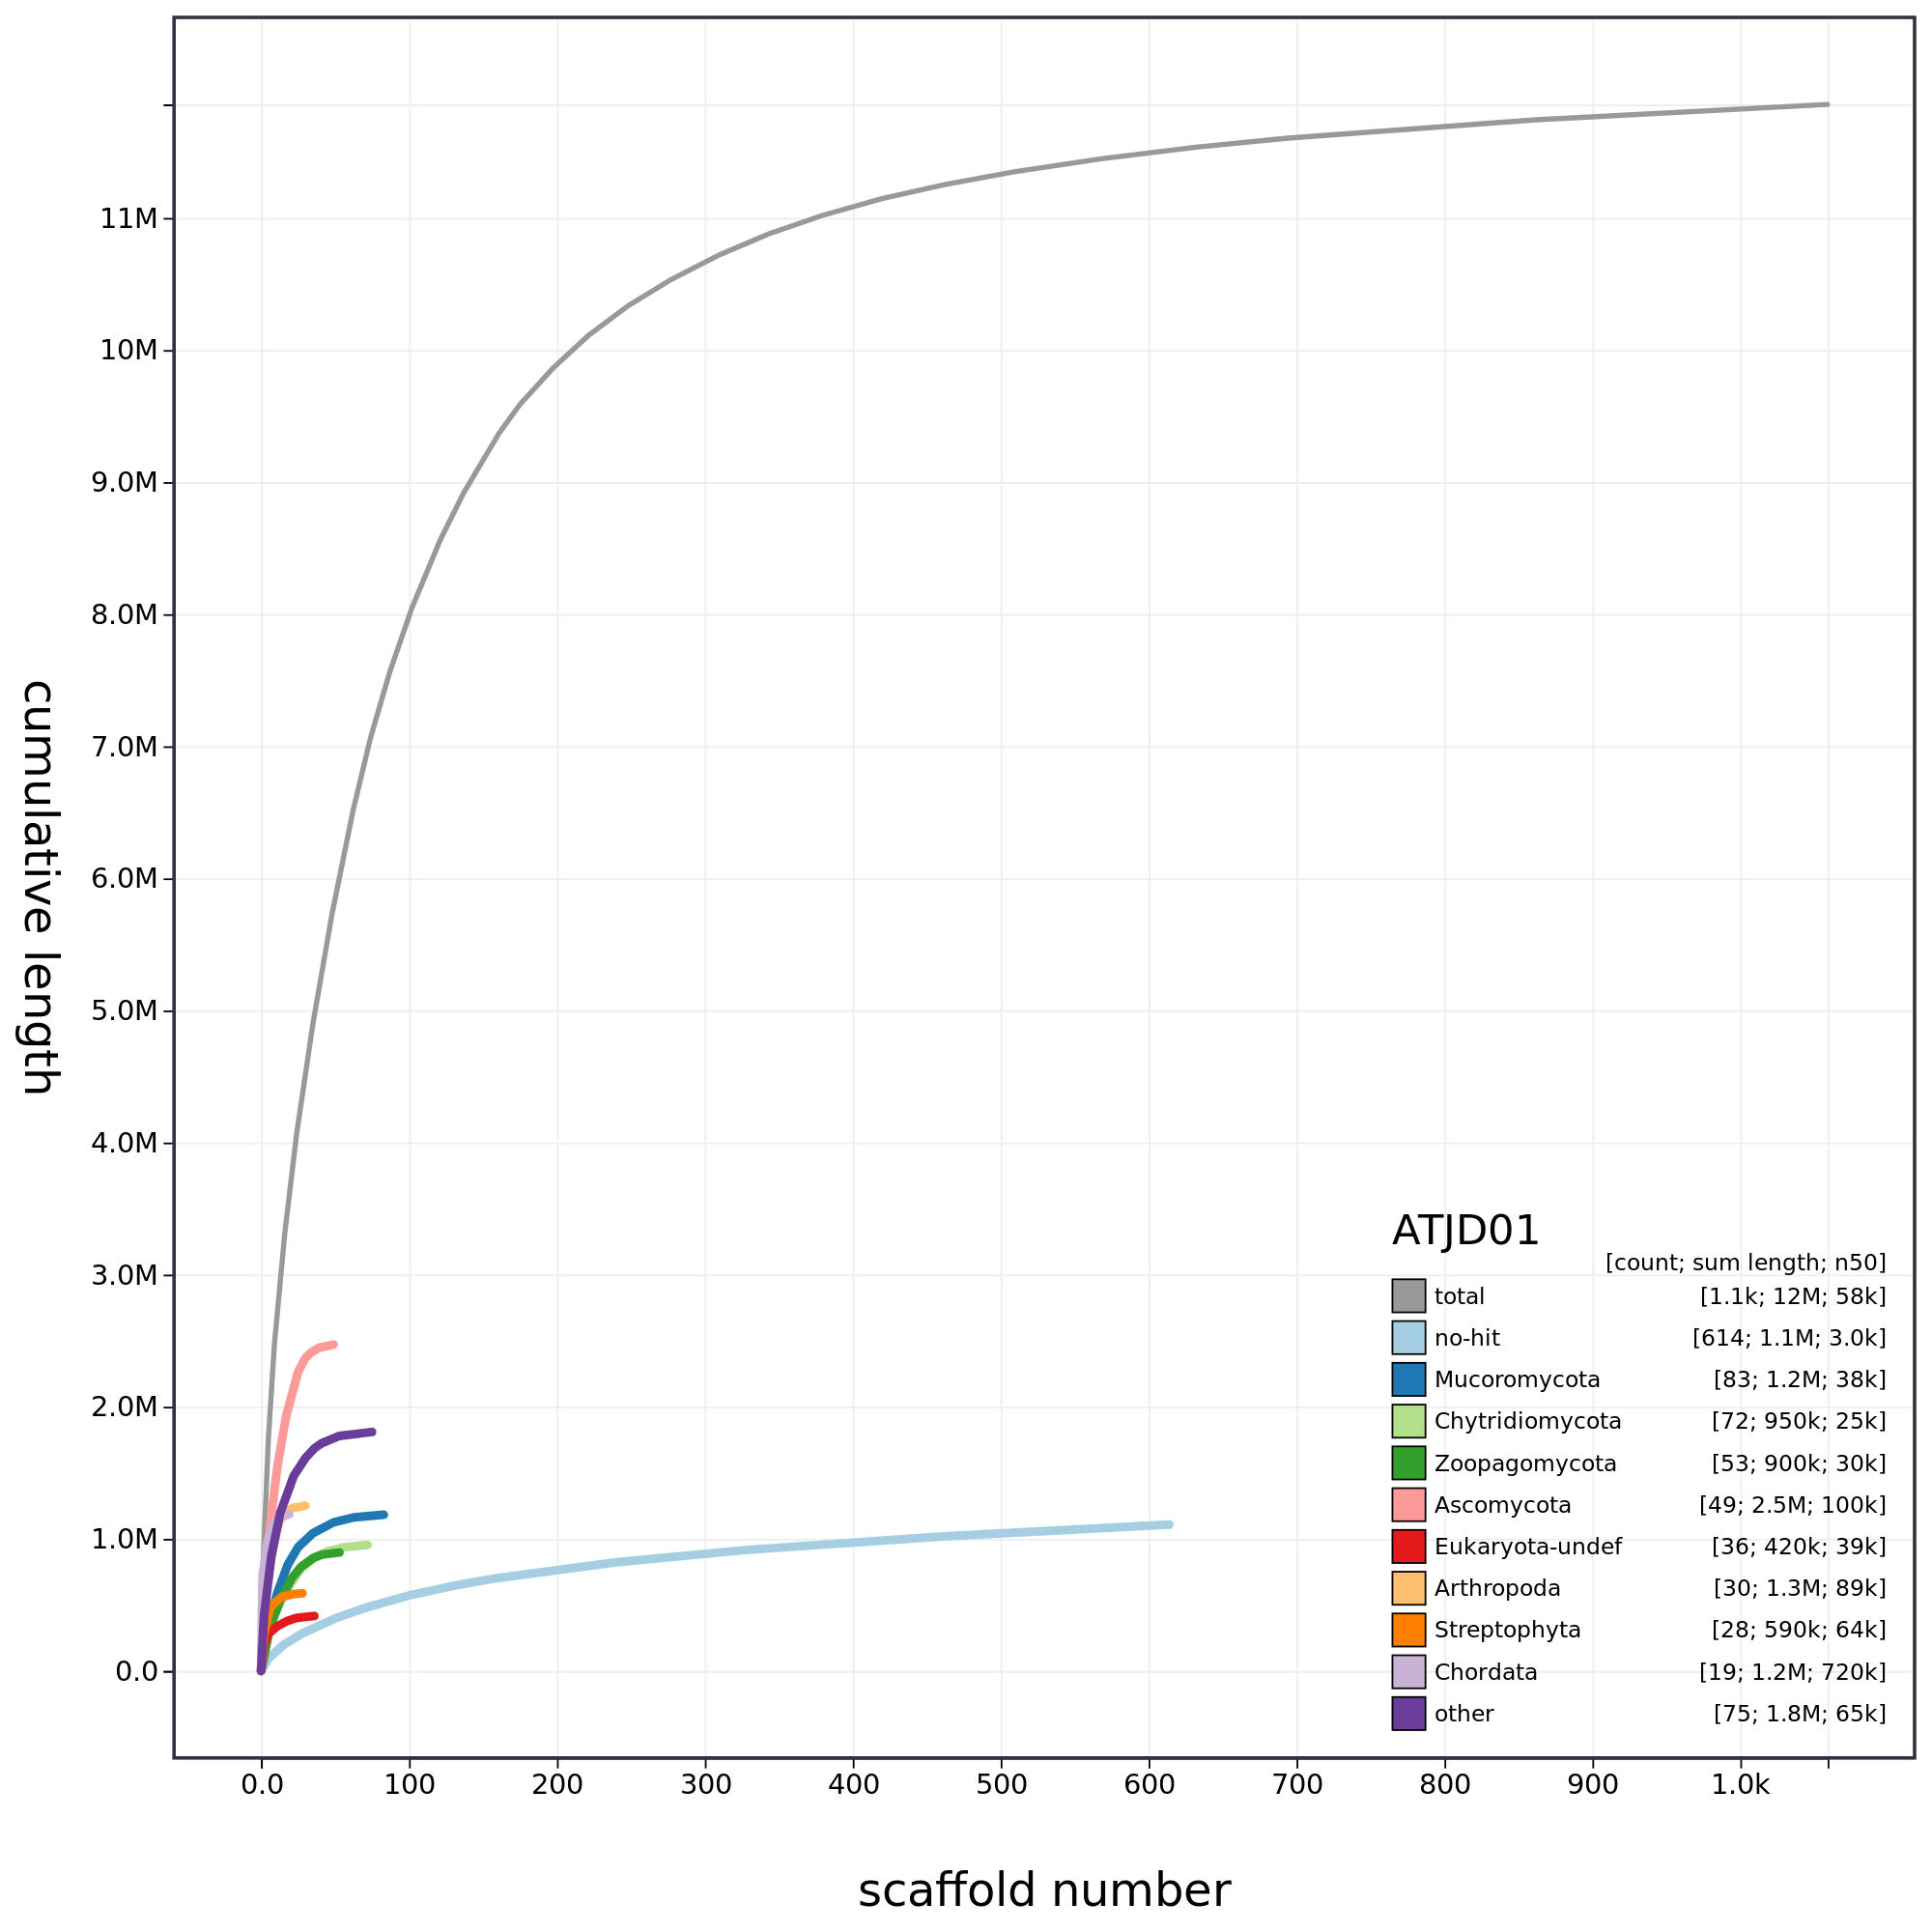 11M
10M
9.0M
8.0M
7.0M
6.0M
5.0M
4.0M
3.0M
2.0M
1.0M
0.0
cumulative length
ATJD01
[count; sum length; n50]
total [1.1k; 12M; 58k]
no-hit [614; 1.1M; 3.0k]
Mucoromycota [83; 1.2M; 38k]
Chytridiomycota [72; 950k; 25k]
Zoopagomycota [53; 900k; 30k]
Ascomycota [49; 2.5M; 100k]
Eukaryota-undef [36; 420k; 39k]
Arthropoda [30; 1.3M; 89k]
Streptophyta [28; 590k; 64k]
Chordata [19; 1.2M; 720k]
other [75; 1.8M; 65k]
0.0 100 200 300 400 500 600 700 800 900 1.0k
scaffold number